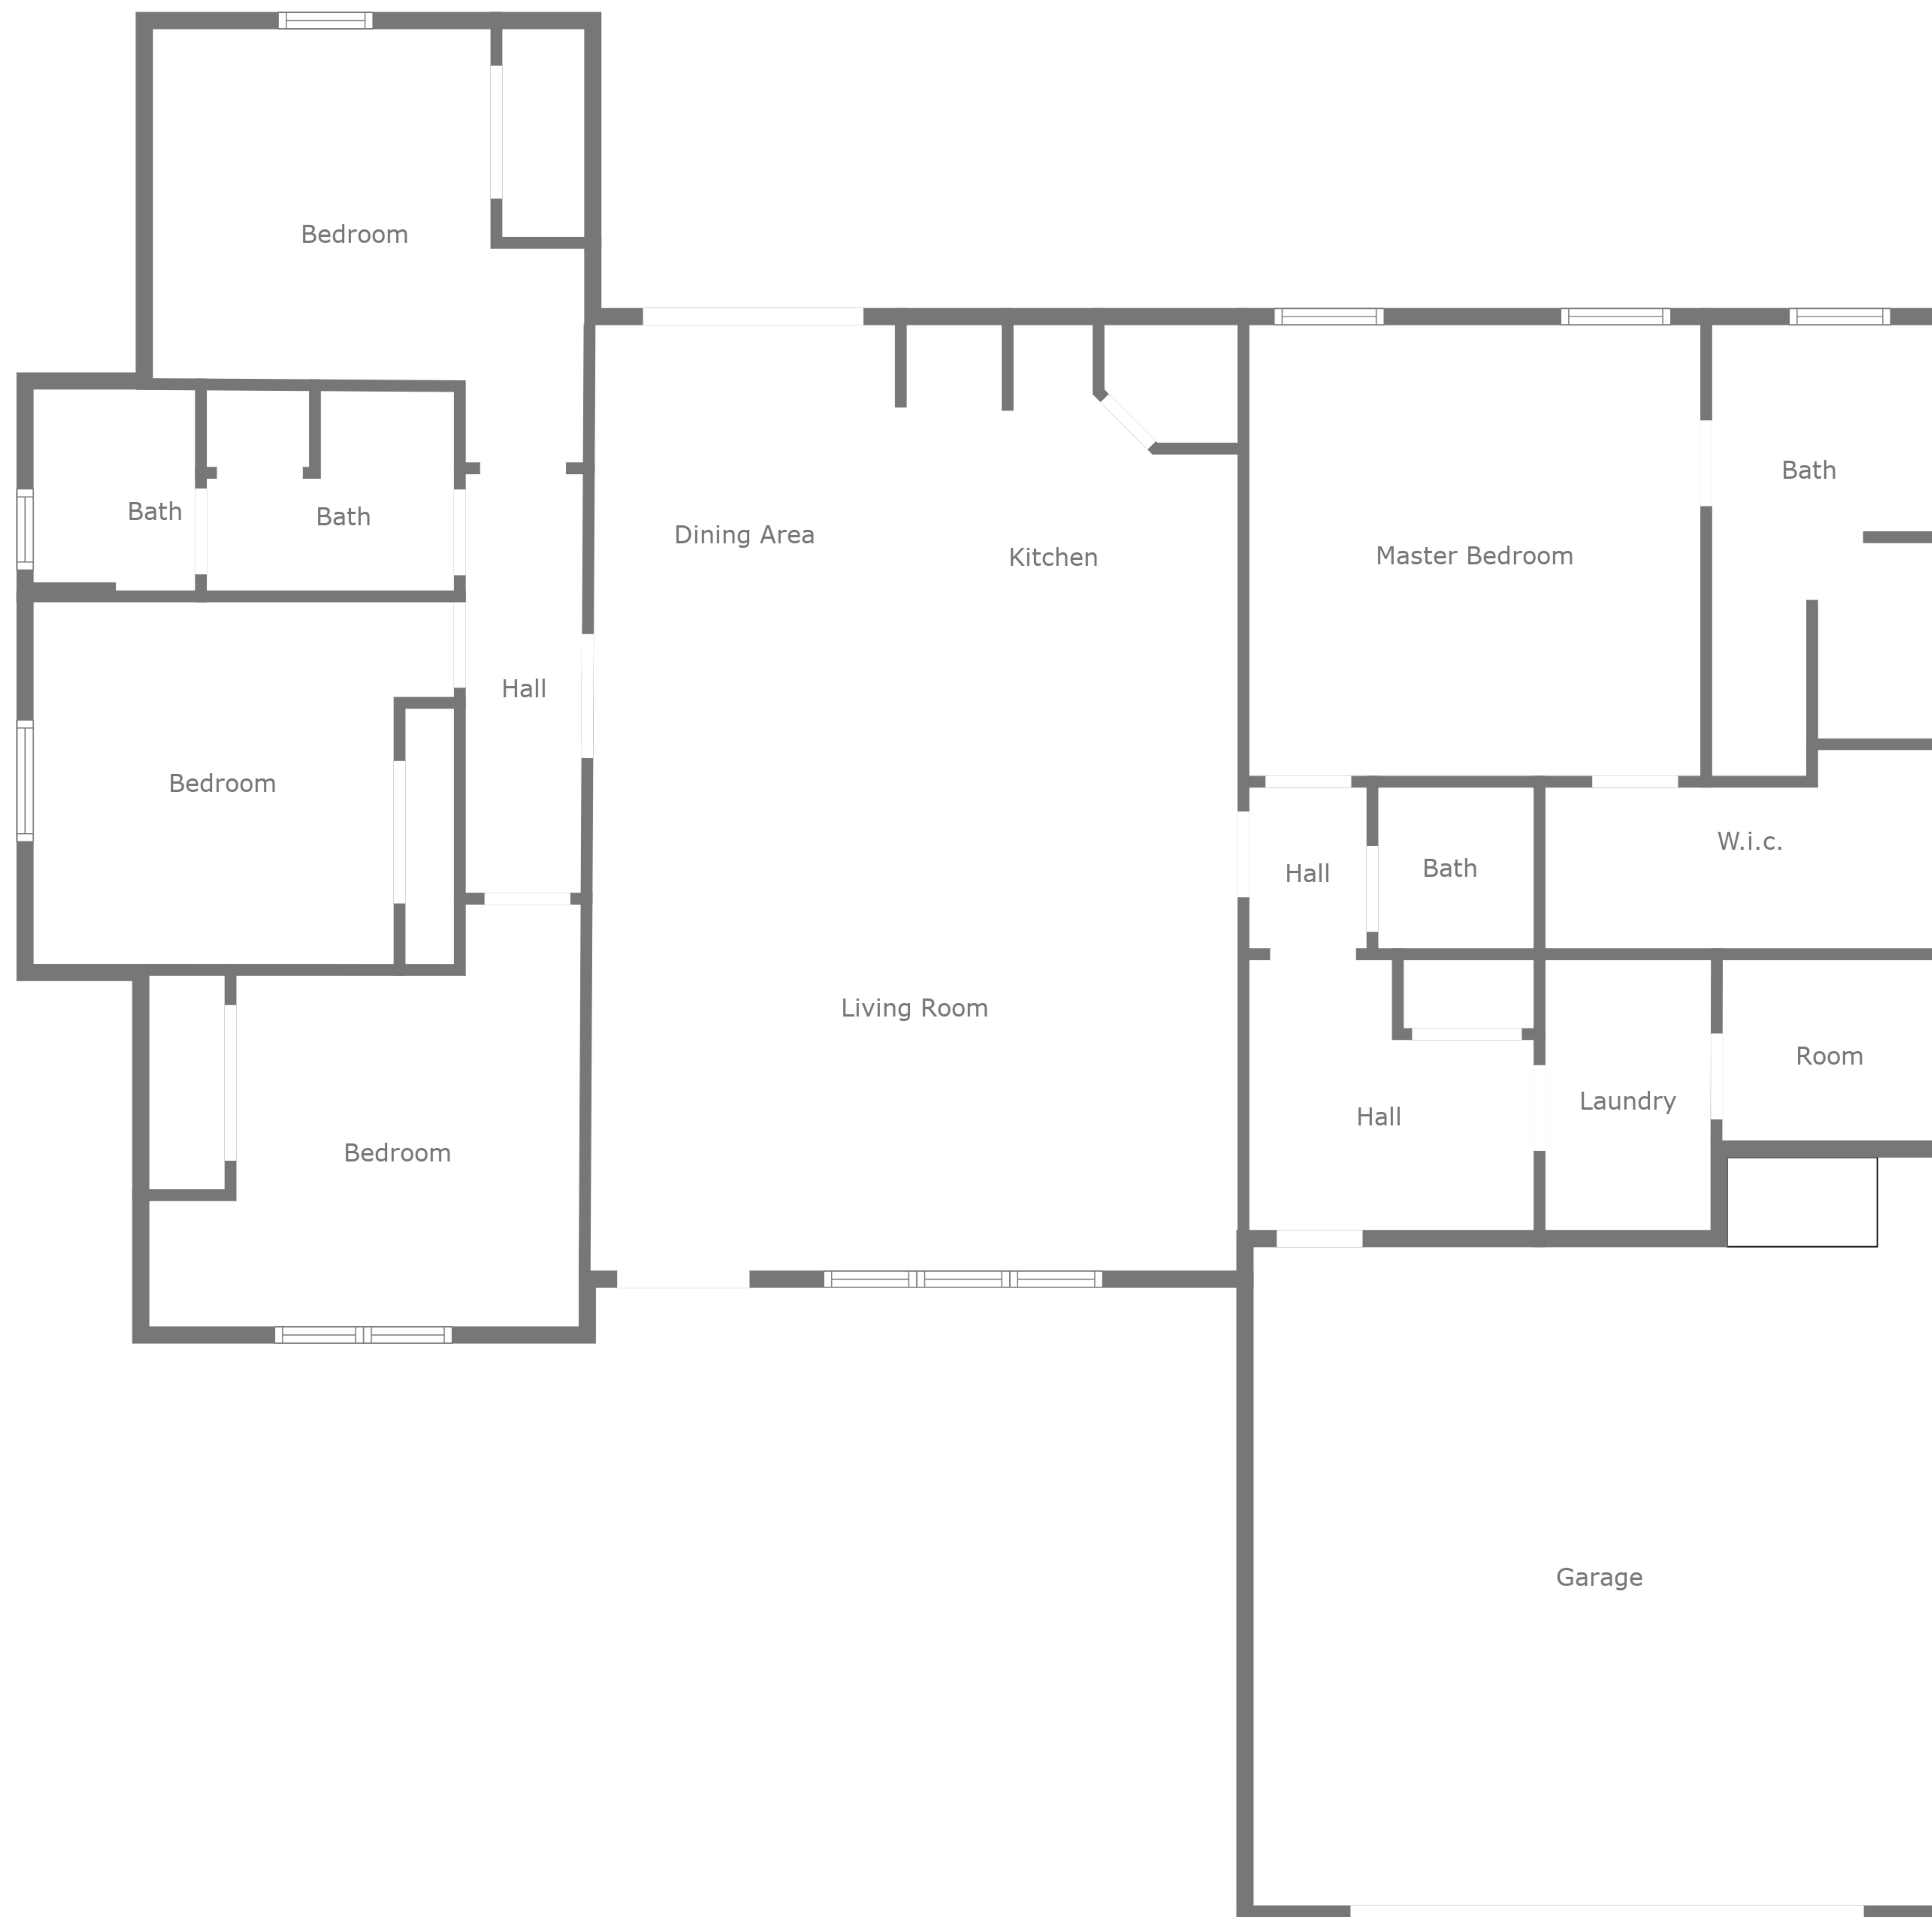 Bedroom
Bath
Bath
Bath
Dining Area
Kitchen
Master Bedroom
Hall
Bedroom
W.i.c.
Hall
Bath
Living Room
Room
Laundry
Hall
Bedroom
Garage